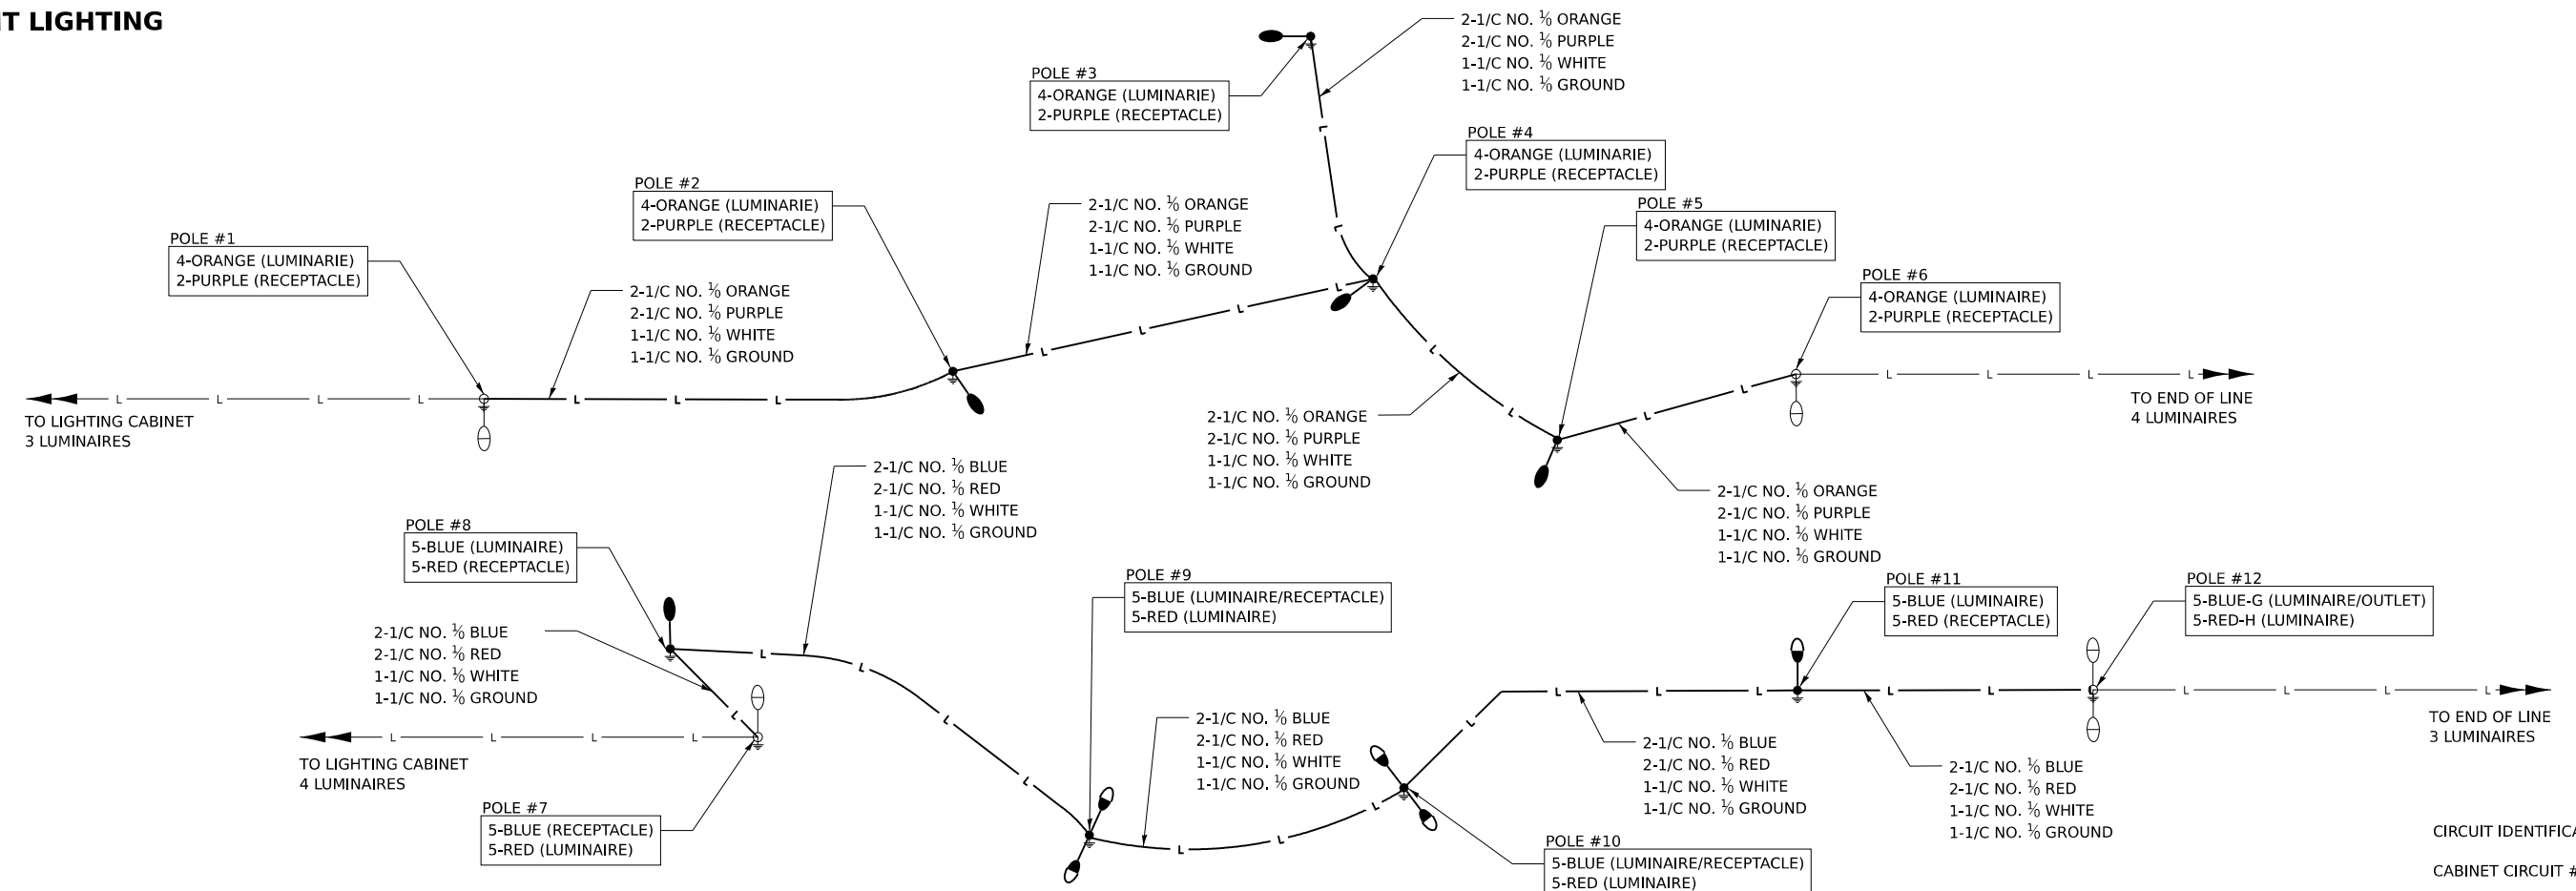 T LIGHTING
2-1/C NO. 1/0 ORANGE
2-1/C NO. 1/0 PURPLE
1-1/C NO. 1/0 WHITE
1-1/C NO. 1/0 GROUND
POLE #3
4-ORANGE (LUMINARIE)
2-PURPLE (RECEPTACLE)
POLE #4
4-ORANGE (LUMINARIE)
2-PURPLE (RECEPTACLE)
POLE #2
4-ORANGE (LUMINARIE)
2-PURPLE (RECEPTACLE)
2-1/C NO. 1/0 ORANGE
2-1/C NO. 1/0 PURPLE
1-1/C NO. 1/0 WHITE
1-1/C NO. 1/0 GROUND
POLE #5
4-ORANGE (LUMINARIE)
2-PURPLE (RECEPTACLE)
POLE #1
4-ORANGE (LUMINARIE)
2-PURPLE (RECEPTACLE)
2-1/C NO. 1/0 ORANGE
2-1/C NO. 1/0 PURPLE
1-1/C NO. 1/0 WHITE
1-1/C NO. 1/0 GROUND
POLE #6
4-ORANGE (LUMINAIRE)
2-PURPLE (RECEPTACLE)
TO LIGHTING CABINET
3 LUMINAIRES
2-1/C NO. 1/0 ORANGE
2-1/C NO. 1/0 PURPLE
1-1/C NO. 1/0 WHITE
1-1/C NO. 1/0 GROUND
TO END OF LINE
4 LUMINAIRES
2-1/C NO. 1/0 BLUE
2-1/C NO. 1/0 RED
1-1/C NO. 1/0 WHITE
1-1/C NO. 1/0 GROUND
2-1/C NO. 1/0 ORANGE
2-1/C NO. 1/0 PURPLE
1-1/C NO. 1/0 WHITE
1-1/C NO. 1/0 GROUND
POLE #8
5-BLUE (LUMINAIRE)
5-RED (RECEPTACLE)
POLE #9
5-BLUE (LUMINAIRE/RECEPTACLE)
5-RED (LUMINAIRE)
POLE #11
5-BLUE (LUMINAIRE)
5-RED (RECEPTACLE)
POLE #12
5-BLUE-G (LUMINAIRE/OUTLET)
5-RED-H (LUMINAIRE)
2-1/C NO. 1/0 BLUE
2-1/C NO. 1/0 RED
1-1/C NO. 1/0 WHITE
1-1/C NO. 1/0 GROUND
TO LIGHTING CABINET
4 LUMINAIRES
2-1/C NO. 1/0 BLUE
2-1/C NO. 1/0 RED
1-1/C NO. 1/0 WHITE
1-1/C NO. 1/0 GROUND
2-1/C NO. 1/0 BLUE
2-1/C NO. 1/0 RED
1-1/C NO. 1/0 WHITE
1-1/C NO. 1/0 GROUND
TO END OF LINE
3 LUMINAIRES
2-1/C NO. 1/0 BLUE
2-1/C NO. 1/0 RED
1-1/C NO. 1/0 WHITE
1-1/C NO. 1/0 GROUND
POLE #7
5-BLUE (RECEPTACLE)
5-RED (LUMINAIRE)
POLE #10
5-BLUE (LUMINAIRE/RECEPTACLE)
5-RED (LUMINAIRE)
CIRCUIT IDENTIFICA
CABINET CIRCUIT #